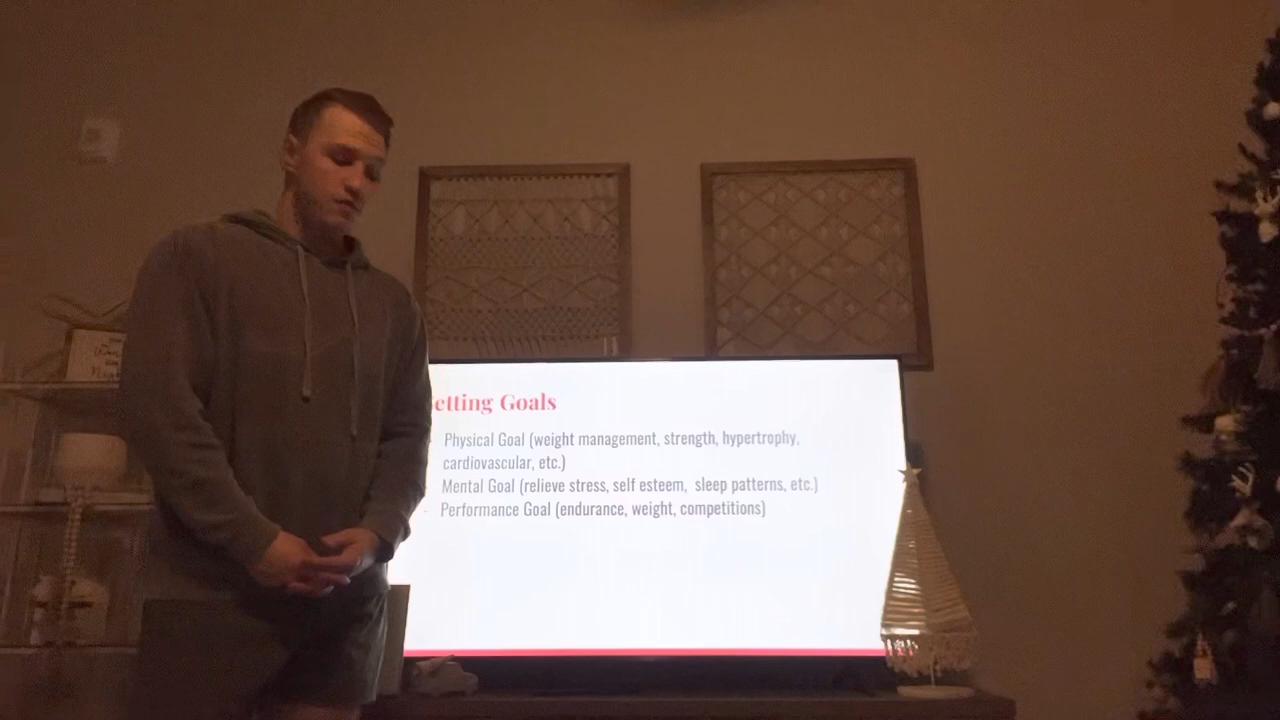 etting Goals
Physical Goal (weight management, strength, hypertrophy,
cardiovascular, etc.)
Mental Goal (relieve stress, self esteem, sleep patterns, etc.)
Performance Goal (endurance, weight, competitions)